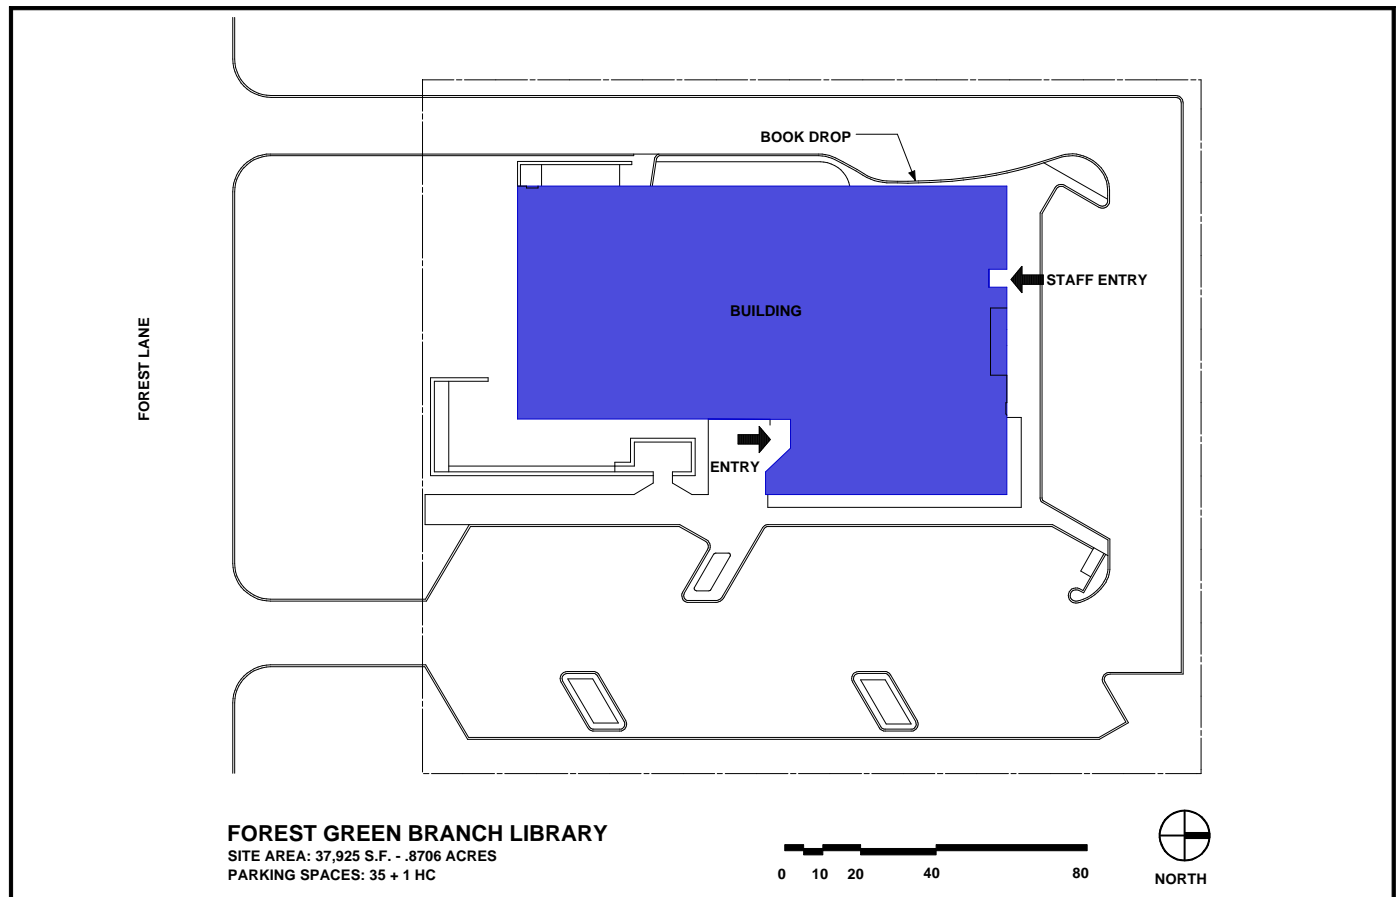 BOOK DROP
STAFF ENTRY
BUILDING
FOREST LANE
ENTRY
FOREST GREEN BRANCH LIBRARY
SITE AREA: 37,925 S.F. - .8706 ACRES
PARKING SPACES: 35 + 1 HC
0 10 20 40 80
NORTH